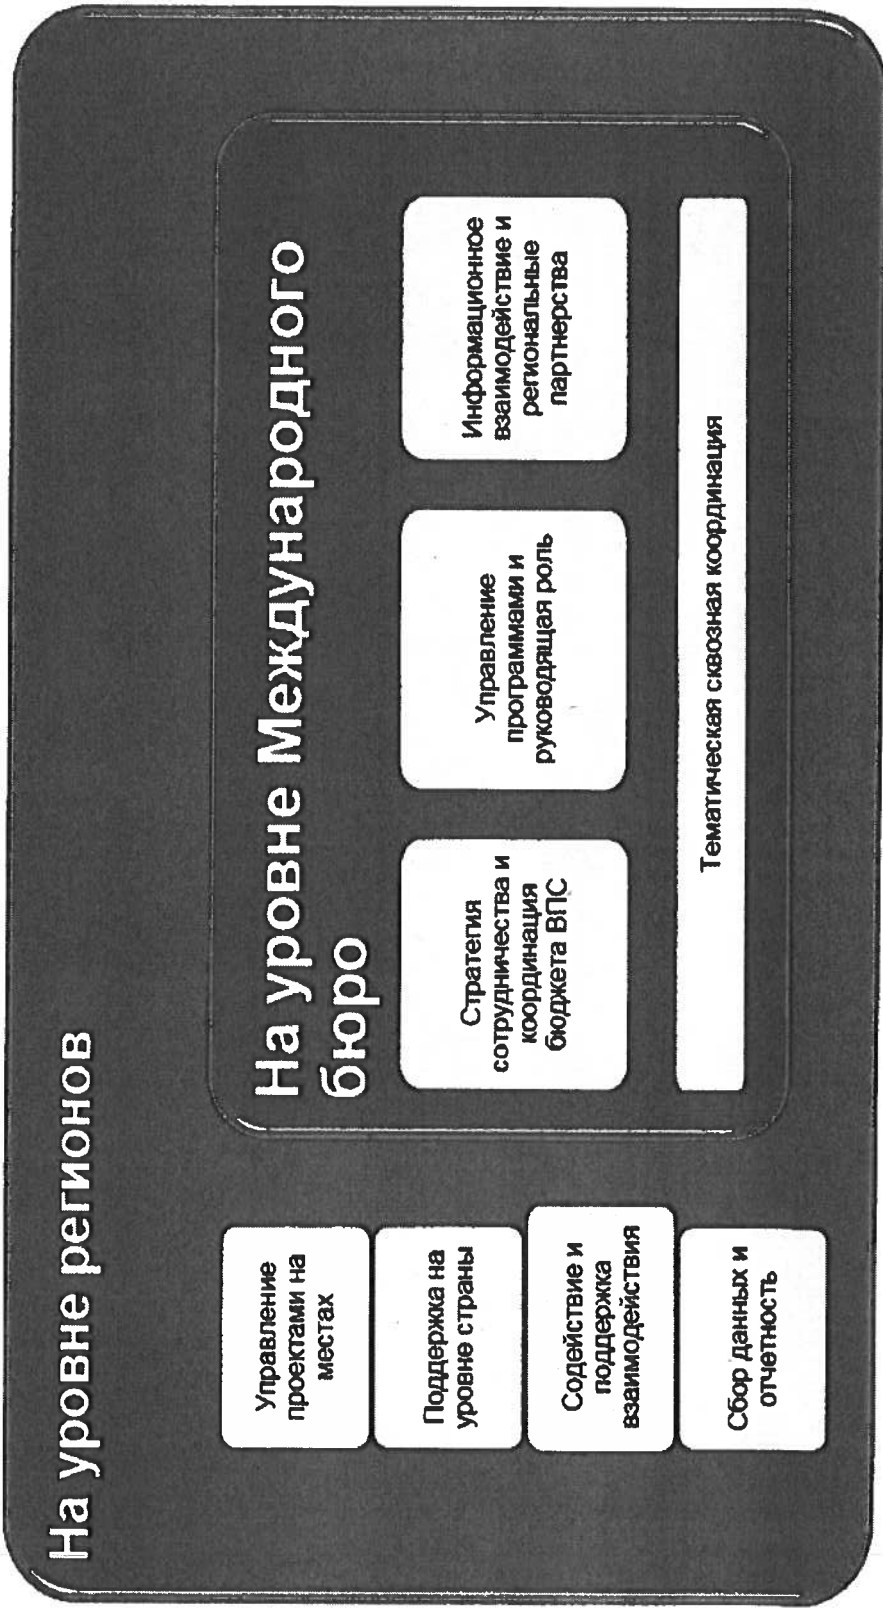 На уровне регионов
Управление
проектами на
местах
Поддержка на
уровне страны
Содействие и
поддержка
взаимодействия
Сбор данных и
отчетность
На уровне Международного
бюро
Стратегия
сотрудничества и
координация
бюджета ВПС
Управление
программами и
руководящая роль
Информационное
взаимодействие и
региональные
партнерства
Тематическая сквозная координация